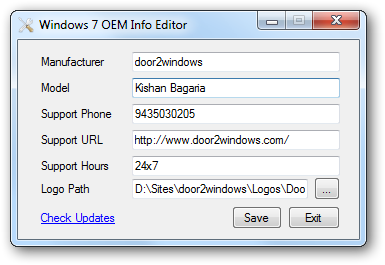 Windows 7 OEM Info Editor
Manufacturer door2windows
Model Kishan Bagaria
Support Phone 9435030205
Support URL http://www.door2windows.com/
Support Hours 24x7
Logo Path D:\Sites\door2windows\Logos\Doo ...
Check Updates Save Exit